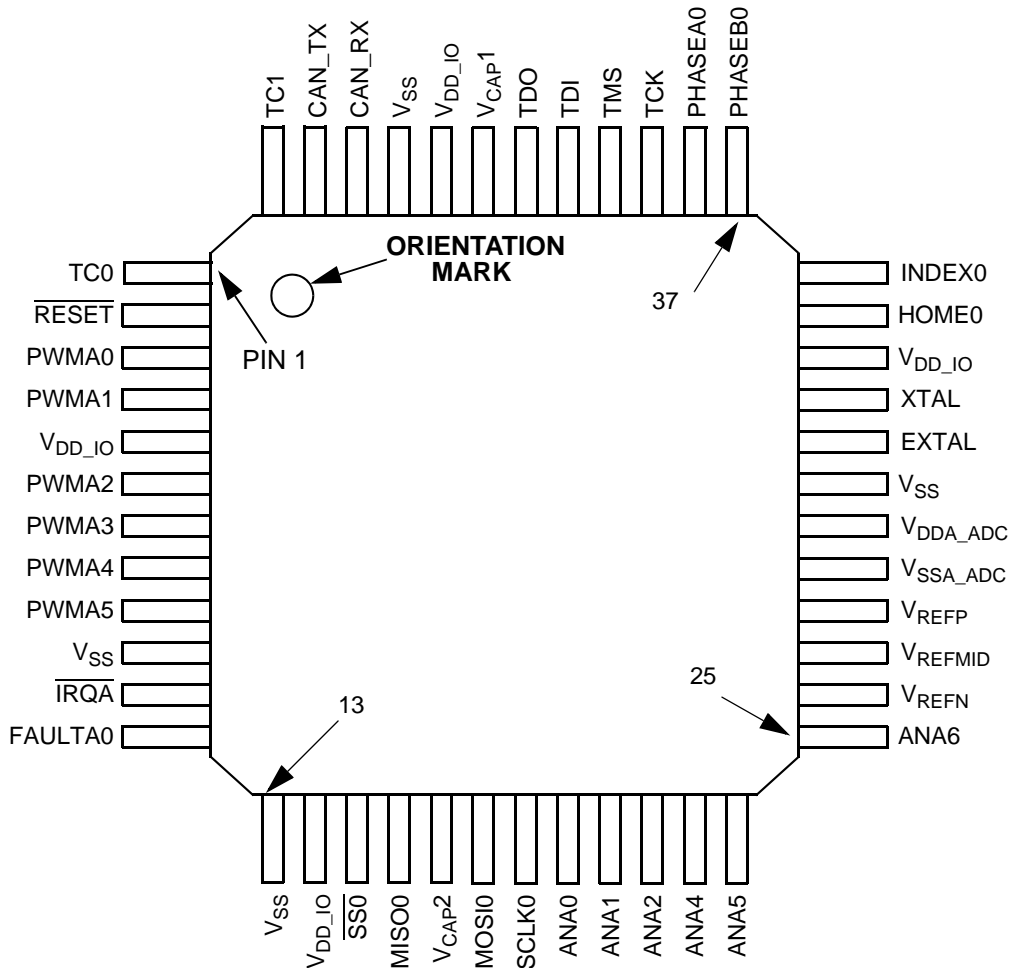 TC1
CAN_TX
CAN_RX
VSS
VDD_IO
VCAP1
TDO
TDI
TMS
TCK
PHASEA0
PHASEB0
ORIENTATION
MARK
PIN 1
37
TC0
RESET
PWMA0
PWMA1
VDD_IO
PWMA2
PWMA3
PWMA4
PWMA5
VSS
IRQA
FAULTA0
INDEX0
HOME0
VDD_IO
XTAL
EXTAL
VSS
VDDA_ADC
VSSA_ADC
VREFP
VREFMID
VREFN
ANA6
25
13
VSS
VDD_IO
SS0
MISO0
VCAP2
MOSI0
SCLK0
ANA0
ANA1
ANA2
ANA4
ANA5